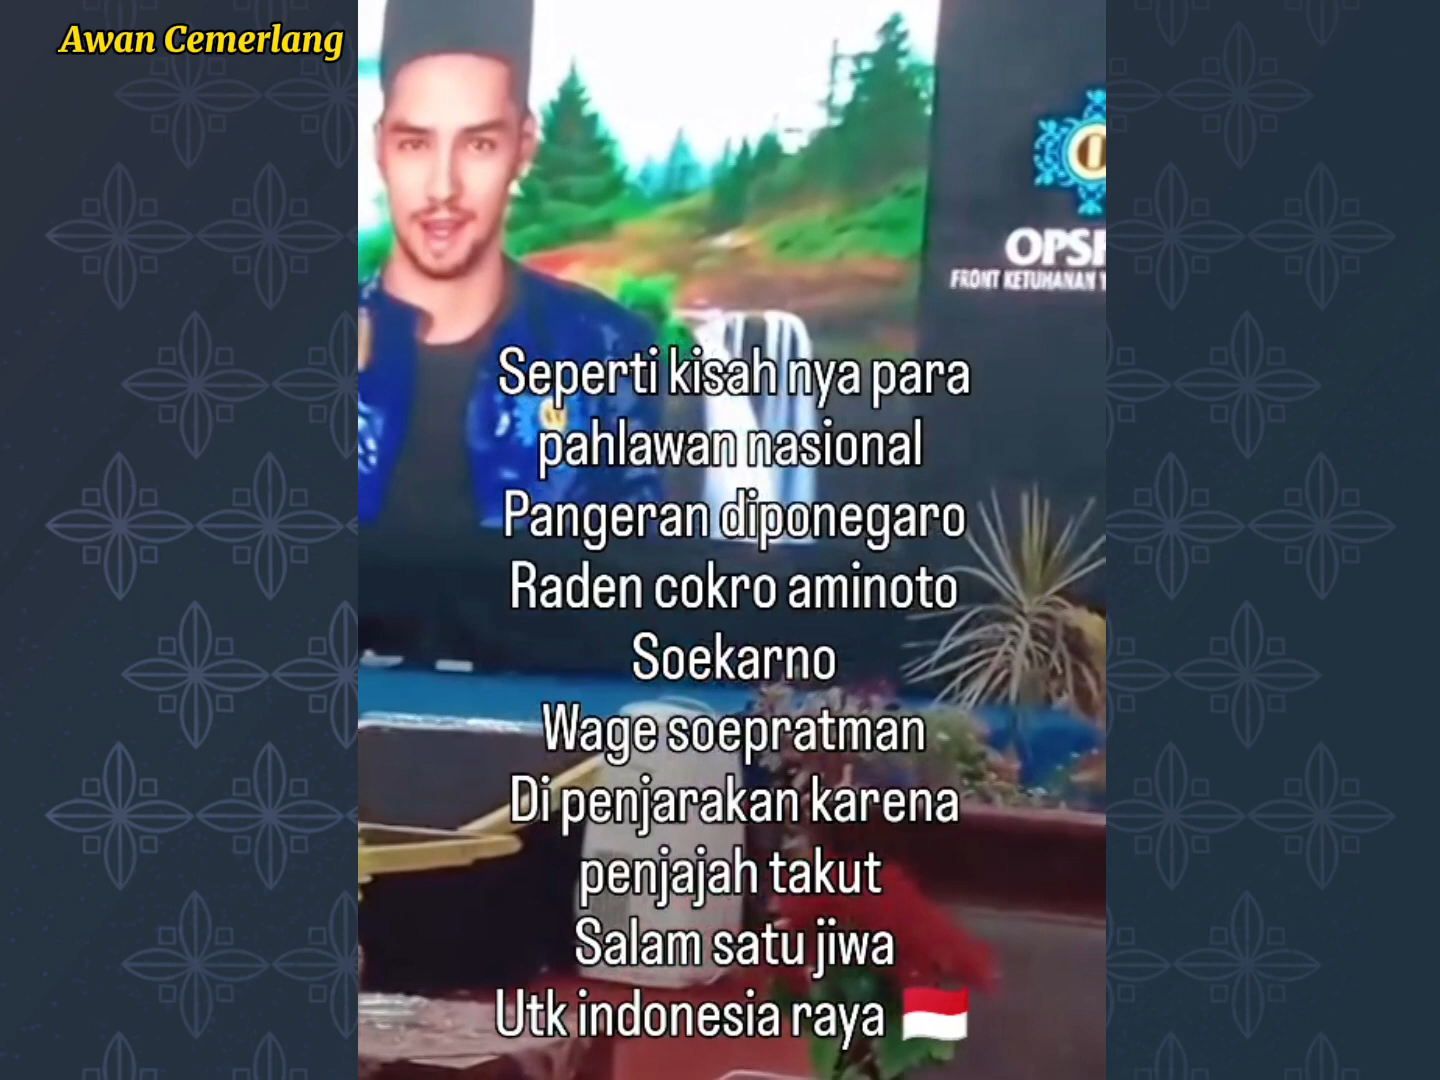 Awan Cemerlang
OPSI
FRONT KETUHANAN
Seperti kisah nya para
pahlawan nasional
Pangeran diponegaro
Raden cokro aminoto
Soekarno
Wage soepratman
Di penjarakan karena
penjajah takut
Salam satu jiwa
Utk indonesia raya 🇮🇩